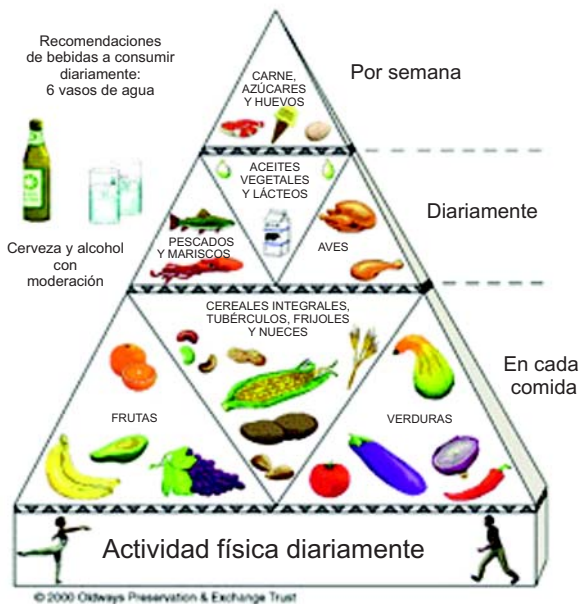 Recomendaciones
de bebidas a consumir
diariamente:
6 vasos de agua
CARNE,
AZÚCARES
Y HUEVOS
Por semana
ACEITES
VEGETALES
Y LÁCTEOS
Diariamente
PESCADOS
Y MARISCOS
AVES
Cerveza y alcohol
con
moderación
CEREALES INTEGRALES,
TUBÉRCULOS, FRIJOLES
Y NUECES
En cada
comida
FRUTAS
VERDURAS
Actividad física diariamente
© 2000 Oldways Preservation & Exchange Trust